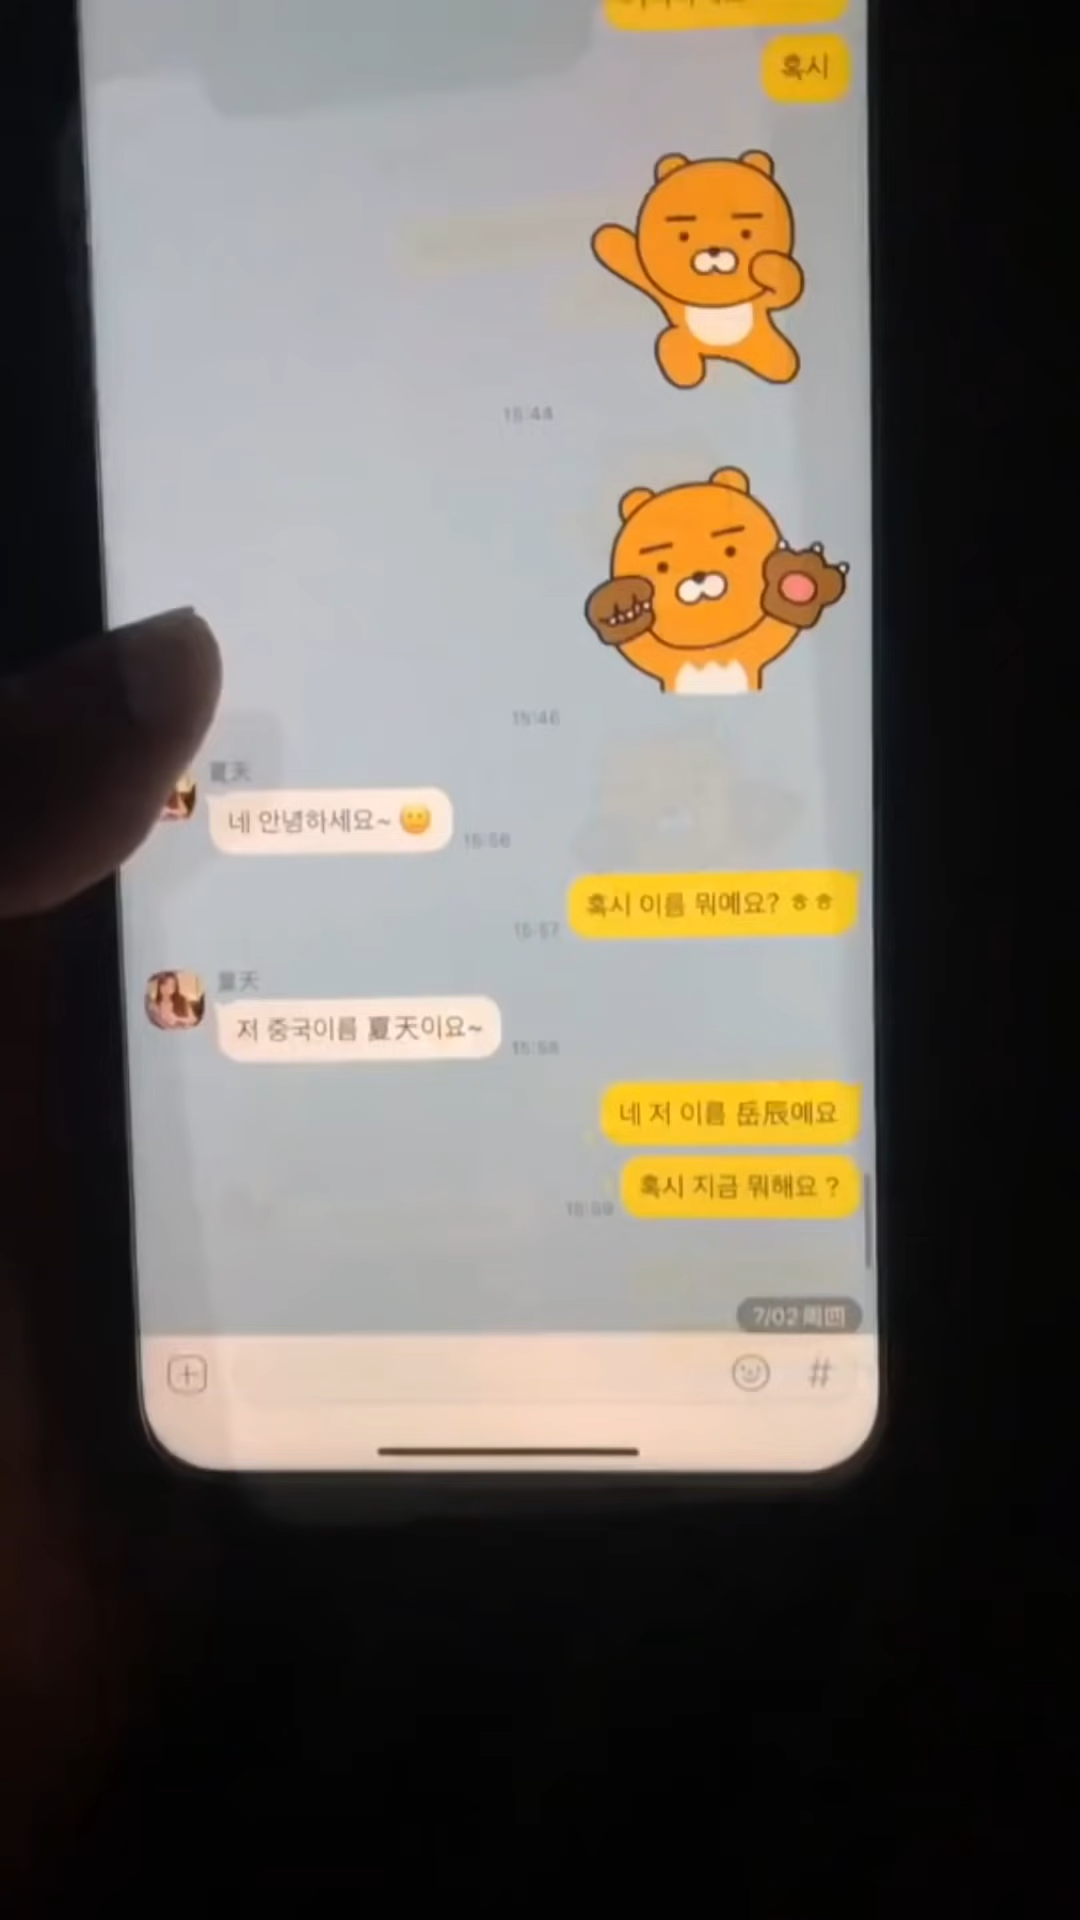 혹시
15:44
15:46
夏天
네 안녕하세요~
15:56
혹시 이름 뭐예요? ㅎㅎ
15:57
夏天
저 중국이름 夏天이요~
15:58
네 저 이름 岳辰예요
혹시 지금 뭐해요 ?
15:59
7/02 周四
#